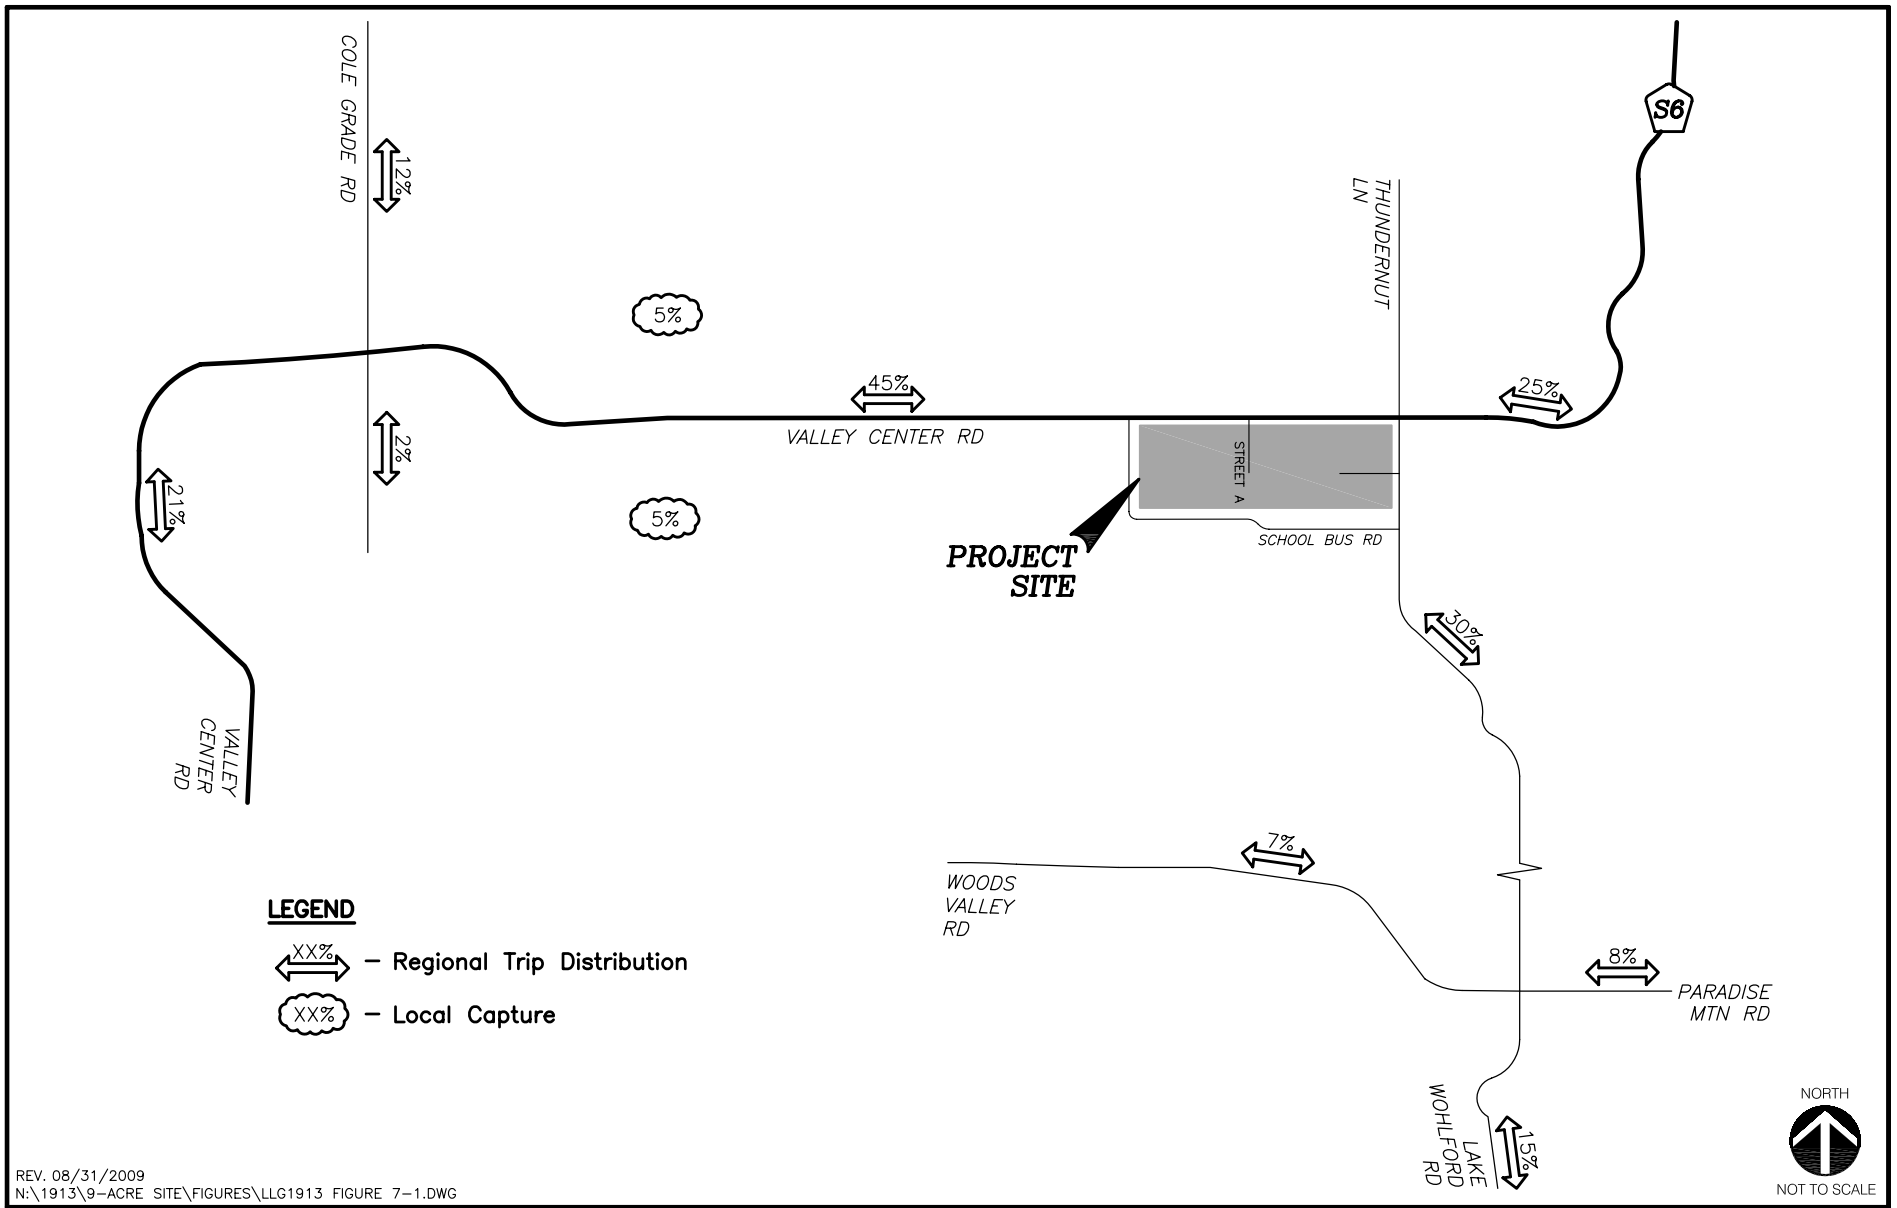 COLE GRADE RD
12%
S6
THUNDERNUT
LN
5%
45%
25%
VALLEY CENTER RD
2%
STREET A
21%
5%
SCHOOL BUS RD
PROJECT
SITE
30%
VALLEY
CENTER
RD
7%
WOODS
VALLEY
RD
LEGEND
XX% - Regional Trip Distribution
XX% - Local Capture
8%
PARADISE
MTN RD
LAKE
WOHLFORD
RD
15%
NORTH
NOT TO SCALE
REV. 08/31/2009
N:\1913\9-ACRE SITE\FIGURES\LLG1913 FIGURE 7-1.DWG